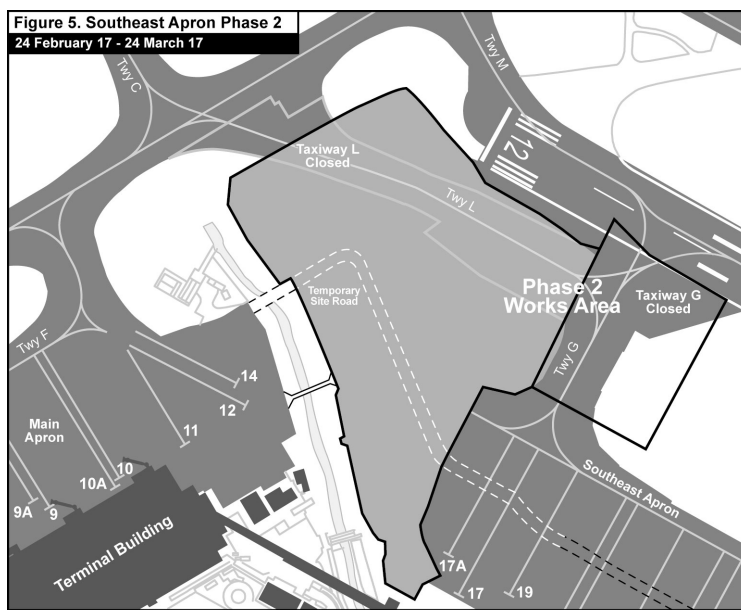 Figure 5. Southeast Apron Phase 2
24 February 17 - 24 March 17
Twy C
Twy M
12
Taxiway L
Closed
Twy L
Temporary
Site Road
Phase 2
Works Area
Taxiway G
Closed
Twy G
Twy F
14
12
11
Main
Apron
10
10A
9
9A
Terminal Building
Southeast Apron
17A
17
19